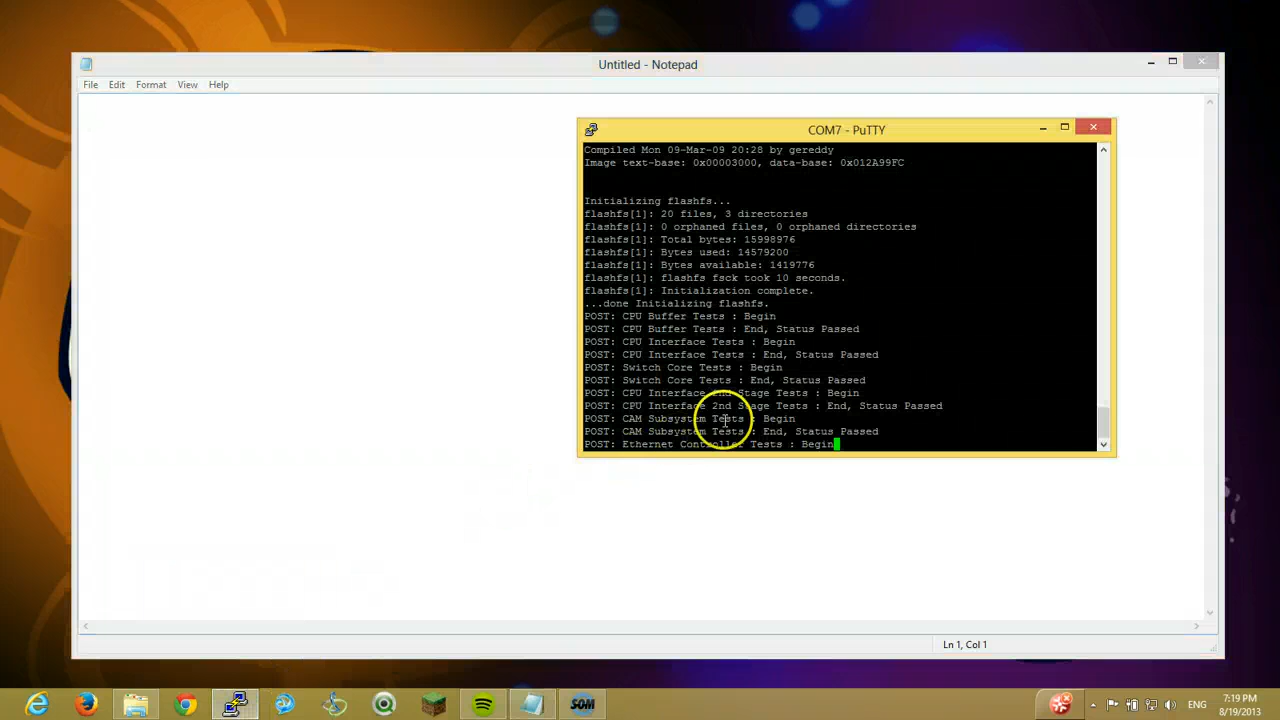 Untitled - Notepad
File Edit Format View Help
COM7 - PuTTY
Compiled Mon 09-Mar-09 20:28 by gereddy
Image text-base: 0x00003000, data-base: 0x012A99FC
Initializing flashfs...
flashfs[1]: 20 files, 3 directories
flashfs[1]: 0 orphaned files, 0 orphaned directories
flashfs[1]: Total bytes: 15998976
flashfs[1]: Bytes used: 14579200
flashfs[1]: Bytes available: 1419776
flashfs[1]: flashfs fsck took 10 seconds.
flashfs[1]: Initialization complete.
...done Initializing flashfs.
POST: CPU Buffer Tests : Begin
POST: CPU Buffer Tests : End, Status Passed
POST: CPU Interface Tests : Begin
POST: CPU Interface Tests : End, Status Passed
POST: Switch Core Tests : Begin
POST: Switch Core Tests : End, Status Passed
POST: CPU Interface 2nd Stage Tests : Begin
POST: CPU Interface 2nd Stage Tests : End, Status Passed
POST: CAM Subsystem Tests : Begin
POST: CAM Subsystem Tests : End, Status Passed
POST: Ethernet Controller Tests : Begin
Ln 1, Col 1
SOM
ENG
7:19 PM
8/19/2013